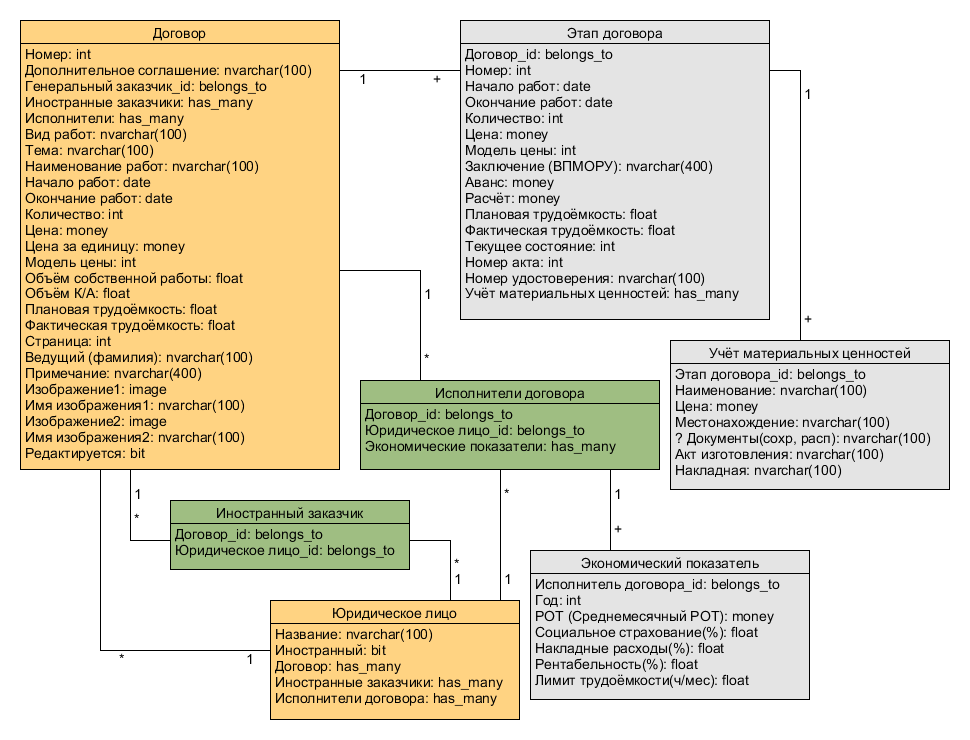 Договор
Номер: int
Дополнительное соглашение: nvarchar(100)
Генеральный заказчик_id: belongs_to
Иностранные заказчики: has_many
Исполнители: has_many
Вид работ: nvarchar(100)
Тема: nvarchar(100)
Наименование работ: nvarchar(100)
Начало работ: date
Окончание работ: date
Количество: int
Цена: money
Цена за единицу: money
Модель цены: int
Объём собственной работы: float
Объём К/А: float
Плановая трудоёмкость: float
Фактическая трудоёмкость: float
Страница: int
Ведущий (фамилия): nvarchar(100)
Примечание: nvarchar(400)
Изображение1: image
Имя изображения1: nvarchar(100)
Изображение2: image
Имя изображения2: nvarchar(100)
Редактируется: bit
1
+
Этап договора
Договор_id: belongs_to
Номер: int
Начало работ: date
Окончание работ: date
Количество: int
Цена: money
Модель цены: int
Заключение (ВПМОРУ): nvarchar(400)
Аванс: money
Расчёт: money
Плановая трудоёмкость: float
Фактическая трудоёмкость: float
Текущее состояние: int
Номер акта: int
Номер удостоверения: nvarchar(100)
Учёт материальных ценностей: has_many
1
+
1
*
Учёт материальных ценностей
Этап договора_id: belongs_to
Наименование: nvarchar(100)
Цена: money
Местонахождение: nvarchar(100)
? Документы(сохр, расп): nvarchar(100)
Акт изготовления: nvarchar(100)
Накладная: nvarchar(100)
Исполнители договора
Договор_id: belongs_to
Юридическое лицо_id: belongs_to
Экономические показатели: has_many
1
*
*
1
1
+
Иностранный заказчик
Договор_id: belongs_to
Юридическое лицо_id: belongs_to
*
1
Экономический показатель
Исполнитель договора_id: belongs_to
Год: int
РОТ (Среднемесячный РОТ): money
Социальное страхование(%): float
Накладные расходы(%): float
Рентабельность(%): float
Лимит трудоёмкости(ч/мес): float
Юридическое лицо
Название: nvarchar(100)
Иностранный: bit
Договор: has_many
Иностранные заказчики: has_many
Исполнители договора: has_many
*
1